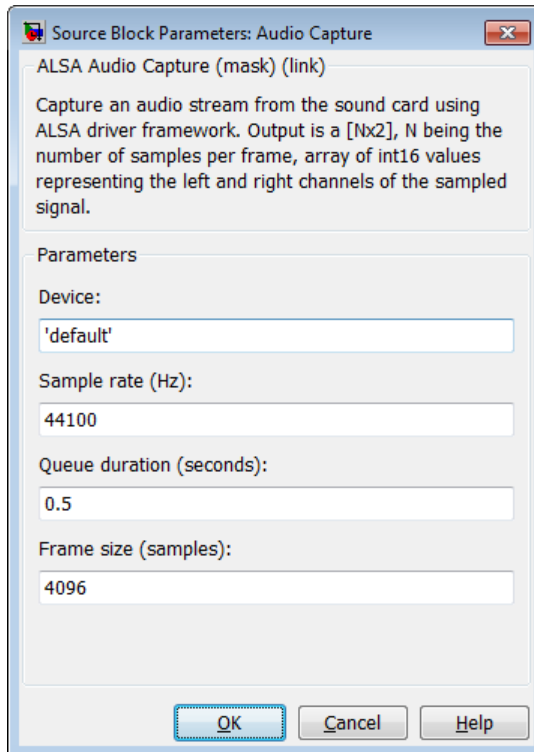 Source Block Parameters: Audio Capture
ALSA Audio Capture (mask) (link)
Capture an audio stream from the sound card using
ALSA driver framework. Output is a [Nx2], N being the
number of samples per frame, array of int16 values
representing the left and right channels of the sampled
signal.
Parameters
Device:
'default'
Sample rate (Hz):
44100
Queue duration (seconds):
0.5
Frame size (samples):
4096
OK Cancel Help